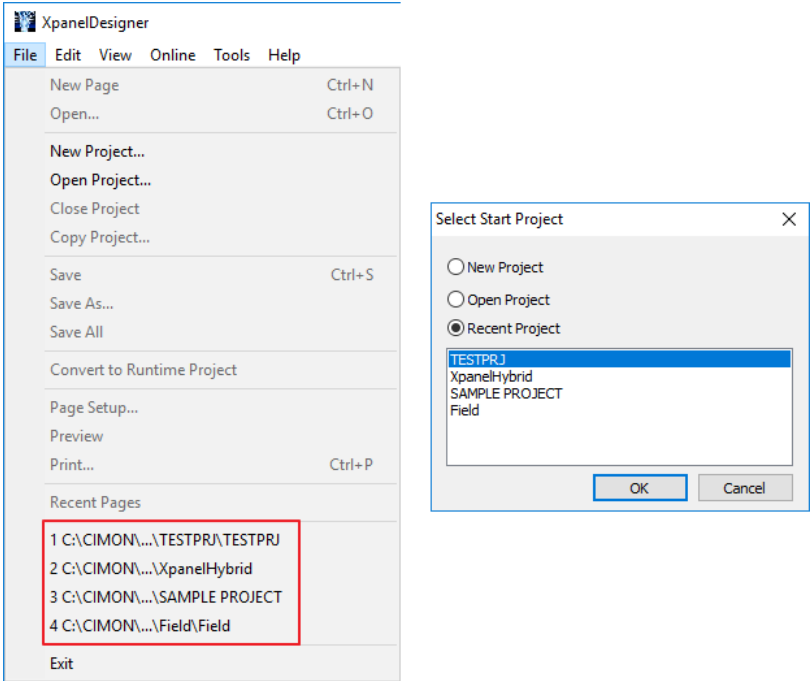 XpanelDesigner
File Edit View Online Tools Help
New Page Ctrl+N
Open... Ctrl+O
New Project...
Open Project...
Close Project
Copy Project...
Save Ctrl+S
Save As...
Save All
Convert to Runtime Project
Page Setup...
Preview
Print... Ctrl+P
Recent Pages
1 C:\CIMON\...\TESTPRJ\TESTPRJ
2 C:\CIMON\...\XpanelHybrid
3 C:\CIMON\...\SAMPLE PROJECT
4 C:\CIMON\...\Field\Field
Exit
Select Start Project
New Project
Open Project
Recent Project
TESTPRJ
XpanelHybrid
SAMPLE PROJECT
Field
OK Cancel